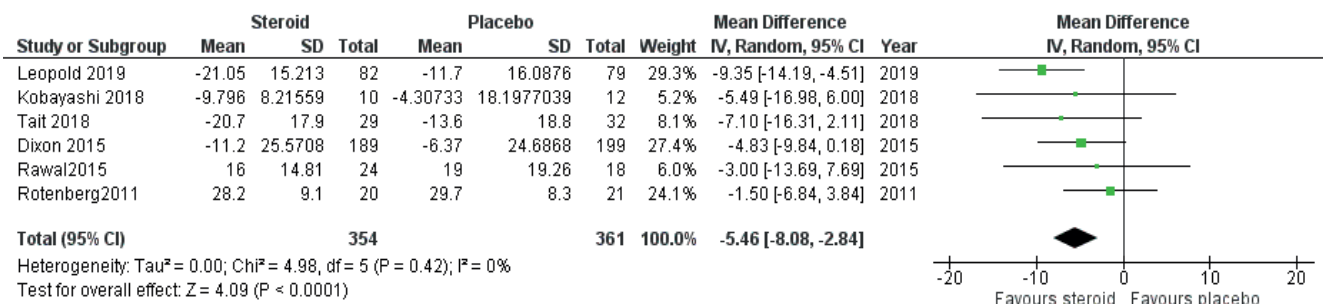 Steroid Placebo Mean Difference Mean Difference
Study or Subgroup Mean SD Total Mean SD Total Weight IV, Random, 95% CI Year IV, Random, 95% CI
Leopold 2019 -21.05 15.213 82 -11.7 16.0876 79 29.3% -9.35 [-14.19, -4.51] 2019
Kobayashi 2018 -9.796 8.21559 10 -4.30733 18.1977039 12 5.2% -5.49 [-16.98, 6.00] 2018
Tait 2018 -20.7 17.9 29 -13.6 18.8 32 8.1% -7.10 [-16.31, 2.11] 2018
Dixon 2015 -11.2 25.5708 189 -6.37 24.6868 199 27.4% -4.83 [-9.84, 0.18] 2015
Rawal2015 16 14.81 24 19 19.26 18 6.0% -3.00 [-13.69, 7.69] 2015
Rotenberg2011 28.2 9.1 20 29.7 8.3 21 24.1% -1.50 [-6.84, 3.84] 2011
Total (95% CI) 354 361 100.0% -5.46 [-8.08, -2.84]
Heterogeneity: Tau² = 0.00; Chi² = 4.98, df = 5 (P = 0.42); I² = 0%
Test for overall effect: Z = 4.09 (P < 0.0001)
-20 -10 0 10 20
Favours steroid Favours placebo